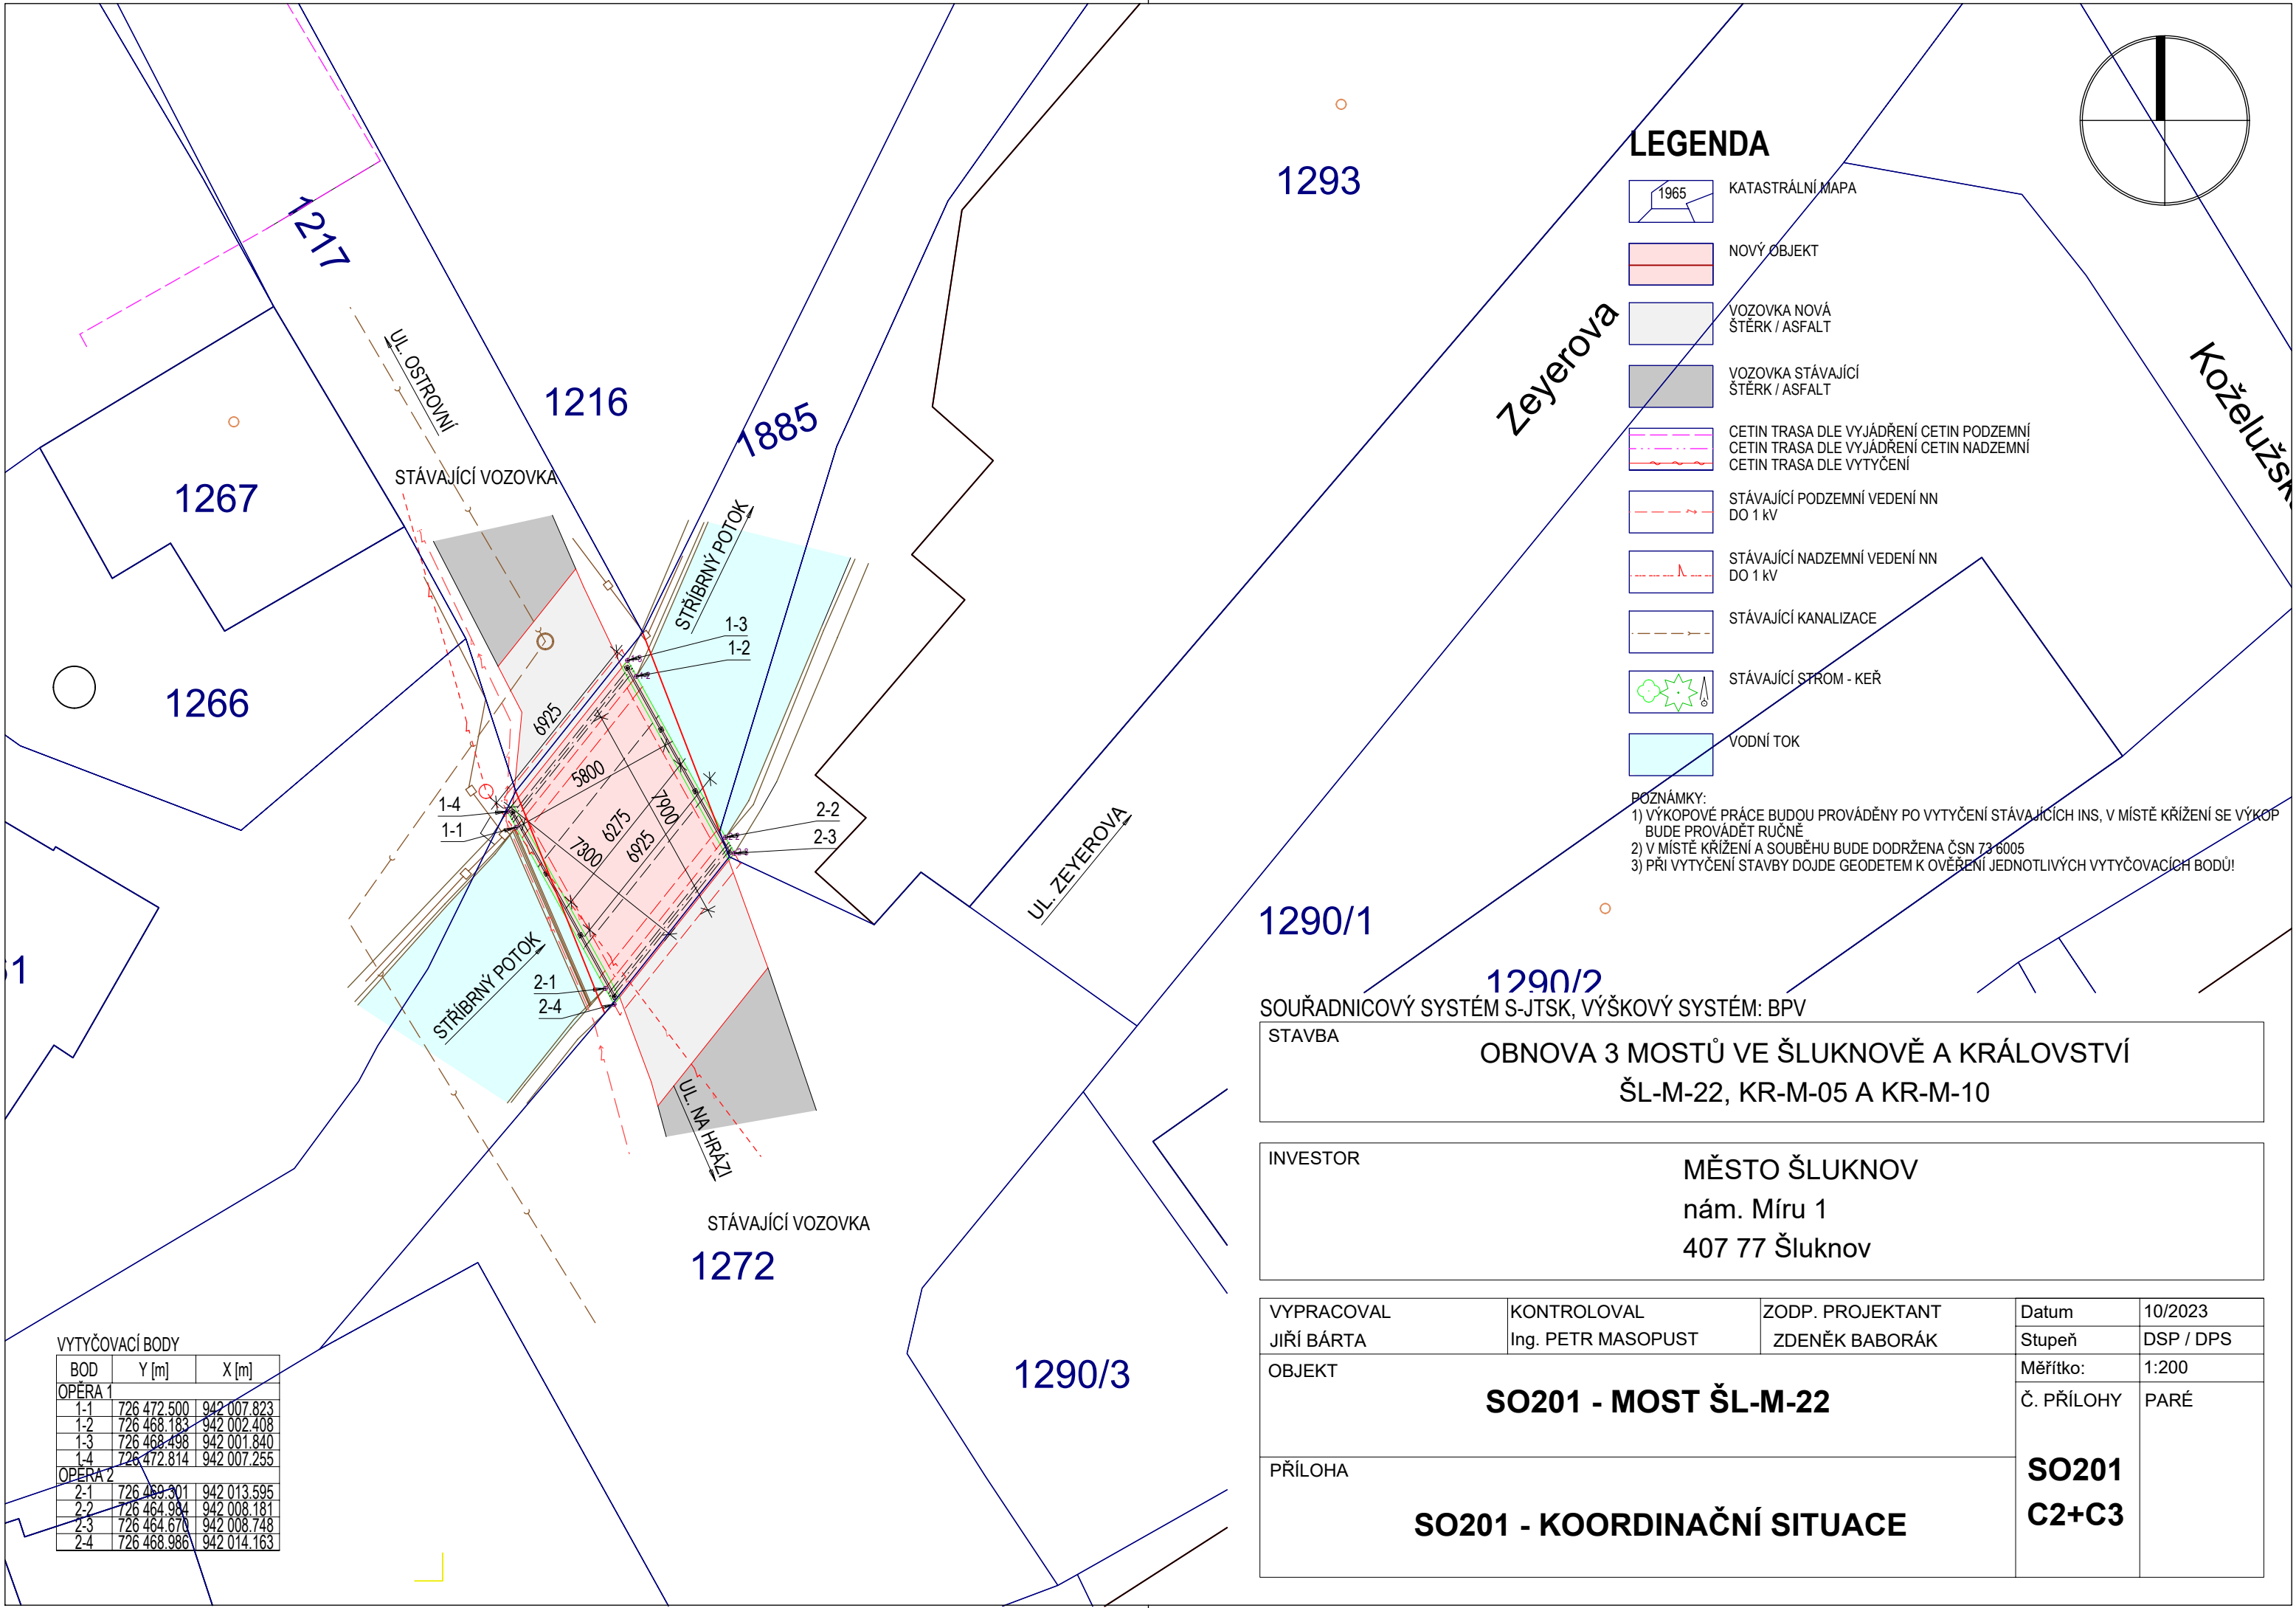 1217
UL. OSTROVNÍ
1216
1885
1293
STÁVAJÍCÍ VOZOVKA
1267
1266
STŘÍBRNÝ POTOK
1-3
1-2
6925
5800
7900
6275
7300
6925
1-4
1-1
2-2
2-3
2-1
2-4
STŘÍBRNÝ POTOK
UL. ZEYEROVA
UL. NA HRÁZI
STÁVAJÍCÍ VOZOVKA
1272
1290/1
1290/2
1290/3
Zeyerova
LEGENDA
1965
KATASTRÁLNÍ MAPA
NOVÝ OBJEKT
VOZOVKA NOVÁ
ŠTĚRK / ASFALT
VOZOVKA STÁVAJÍCÍ
ŠTĚRK / ASFALT
CETIN TRASA DLE VYJÁDŘENÍ CETIN PODZEMNÍ
CETIN TRASA DLE VYJÁDŘENÍ CETIN NADZEMNÍ
CETIN TRASA DLE VYTYČENÍ
STÁVAJÍCÍ PODZEMNÍ VEDENÍ NN
DO 1 kV
STÁVAJÍCÍ NADZEMNÍ VEDENÍ NN
DO 1 kV
STÁVAJÍCÍ KANALIZACE
STÁVAJÍCÍ STROM - KEŘ
VODNÍ TOK
POZNÁMKY:
1) VÝKOPOVÉ PRÁCE BUDOU PROVÁDĚNY PO VYTYČENÍ STÁVAJÍCÍCH INS, V MÍSTĚ KŘÍŽENÍ SE VÝKOP
BUDE PROVÁDĚT RUČNĚ
2) V MÍSTĚ KŘÍŽENÍ A SOUBĚHU BUDE DODRŽENA ČSN 73 6005
3) PŘI VYTYČENÍ STAVBY DOJDE GEODETEM K OVĚŘENÍ JEDNOTLIVÝCH VYTYČOVACÍCH BODŮ!
SOUŘADNICOVÝ SYSTÉM S-JTSK, VÝŠKOVÝ SYSTÉM: BPV
STAVBA
OBNOVA 3 MOSTŮ VE ŠLUKNOVĚ A KRÁLOVSTVÍ
ŠL-M-22, KR-M-05 A KR-M-10
INVESTOR
MĚSTO ŠLUKNOV
nám. Míru 1
407 77 Šluknov
VYPRACOVAL KONTROLOVAL ZODP. PROJEKTANT Datum 10/2023
JIŘÍ BÁRTA Ing. PETR MASOPUST ZDENĚK BABORÁK Stupeň DSP / DPS
OBJEKT Měřítko: 1:200
SO201 - MOST ŠL-M-22
Č. PŘÍLOHY PARÉ
PŘÍLOHA
SO201 - KOORDINAČNÍ SITUACE
SO201
C2+C3
VYTYČOVACÍ BODY
BOD Y [m] X [m]
OPĚRA 1
1-1 726 472.500 942 007.823
1-2 726 468.183 942 002.408
1-3 726 468.498 942 001.840
1-4 726 472.814 942 007.255
OPĚRA 2
2-1 726 469.301 942 013.595
2-2 726 464.984 942 008.181
2-3 726 464.670 942 008.748
2-4 726 468.986 942 014.163